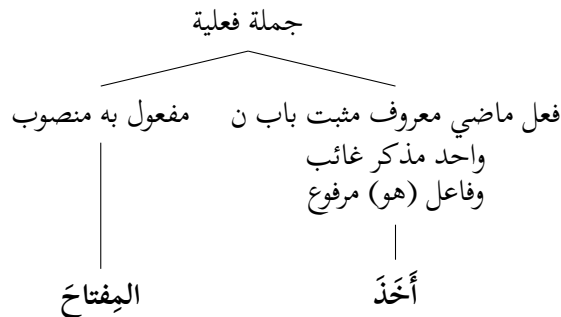 جملة فعلية
فعل ماضي معروف مثبت باب ن
واحد مذكر غائب
وفاعل (هو) مرفوع
مفعول به منصوب
أَخَذَ
المِفتاحَ